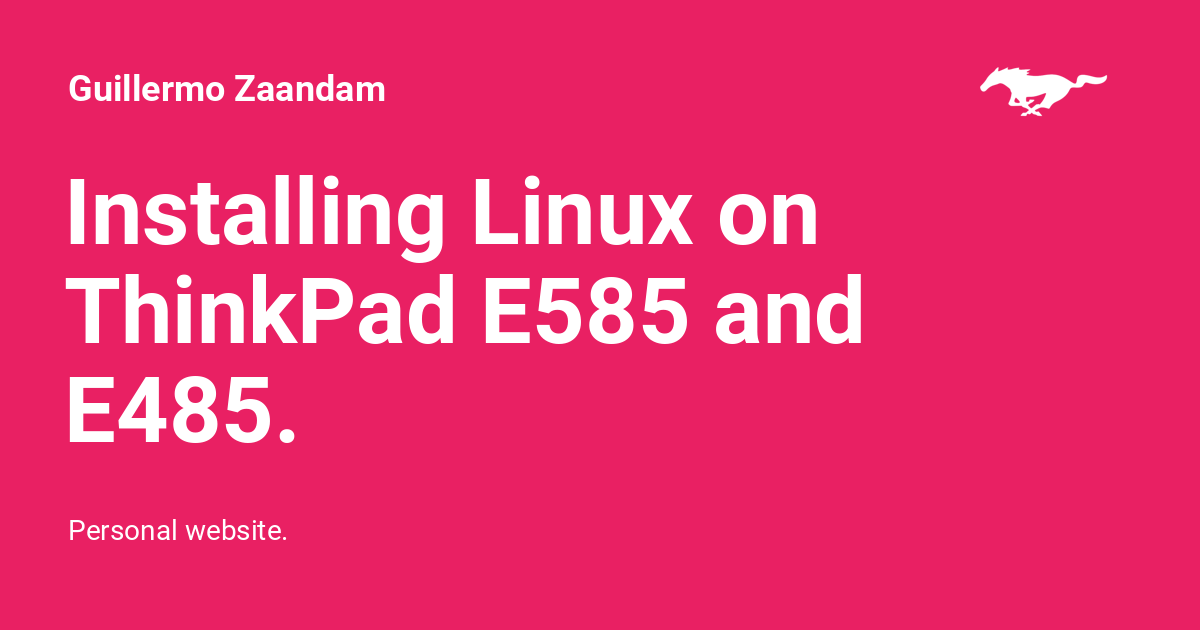 Guillermo Zaandam
Installing Linux on
ThinkPad E585 and
E485.
Personal website.